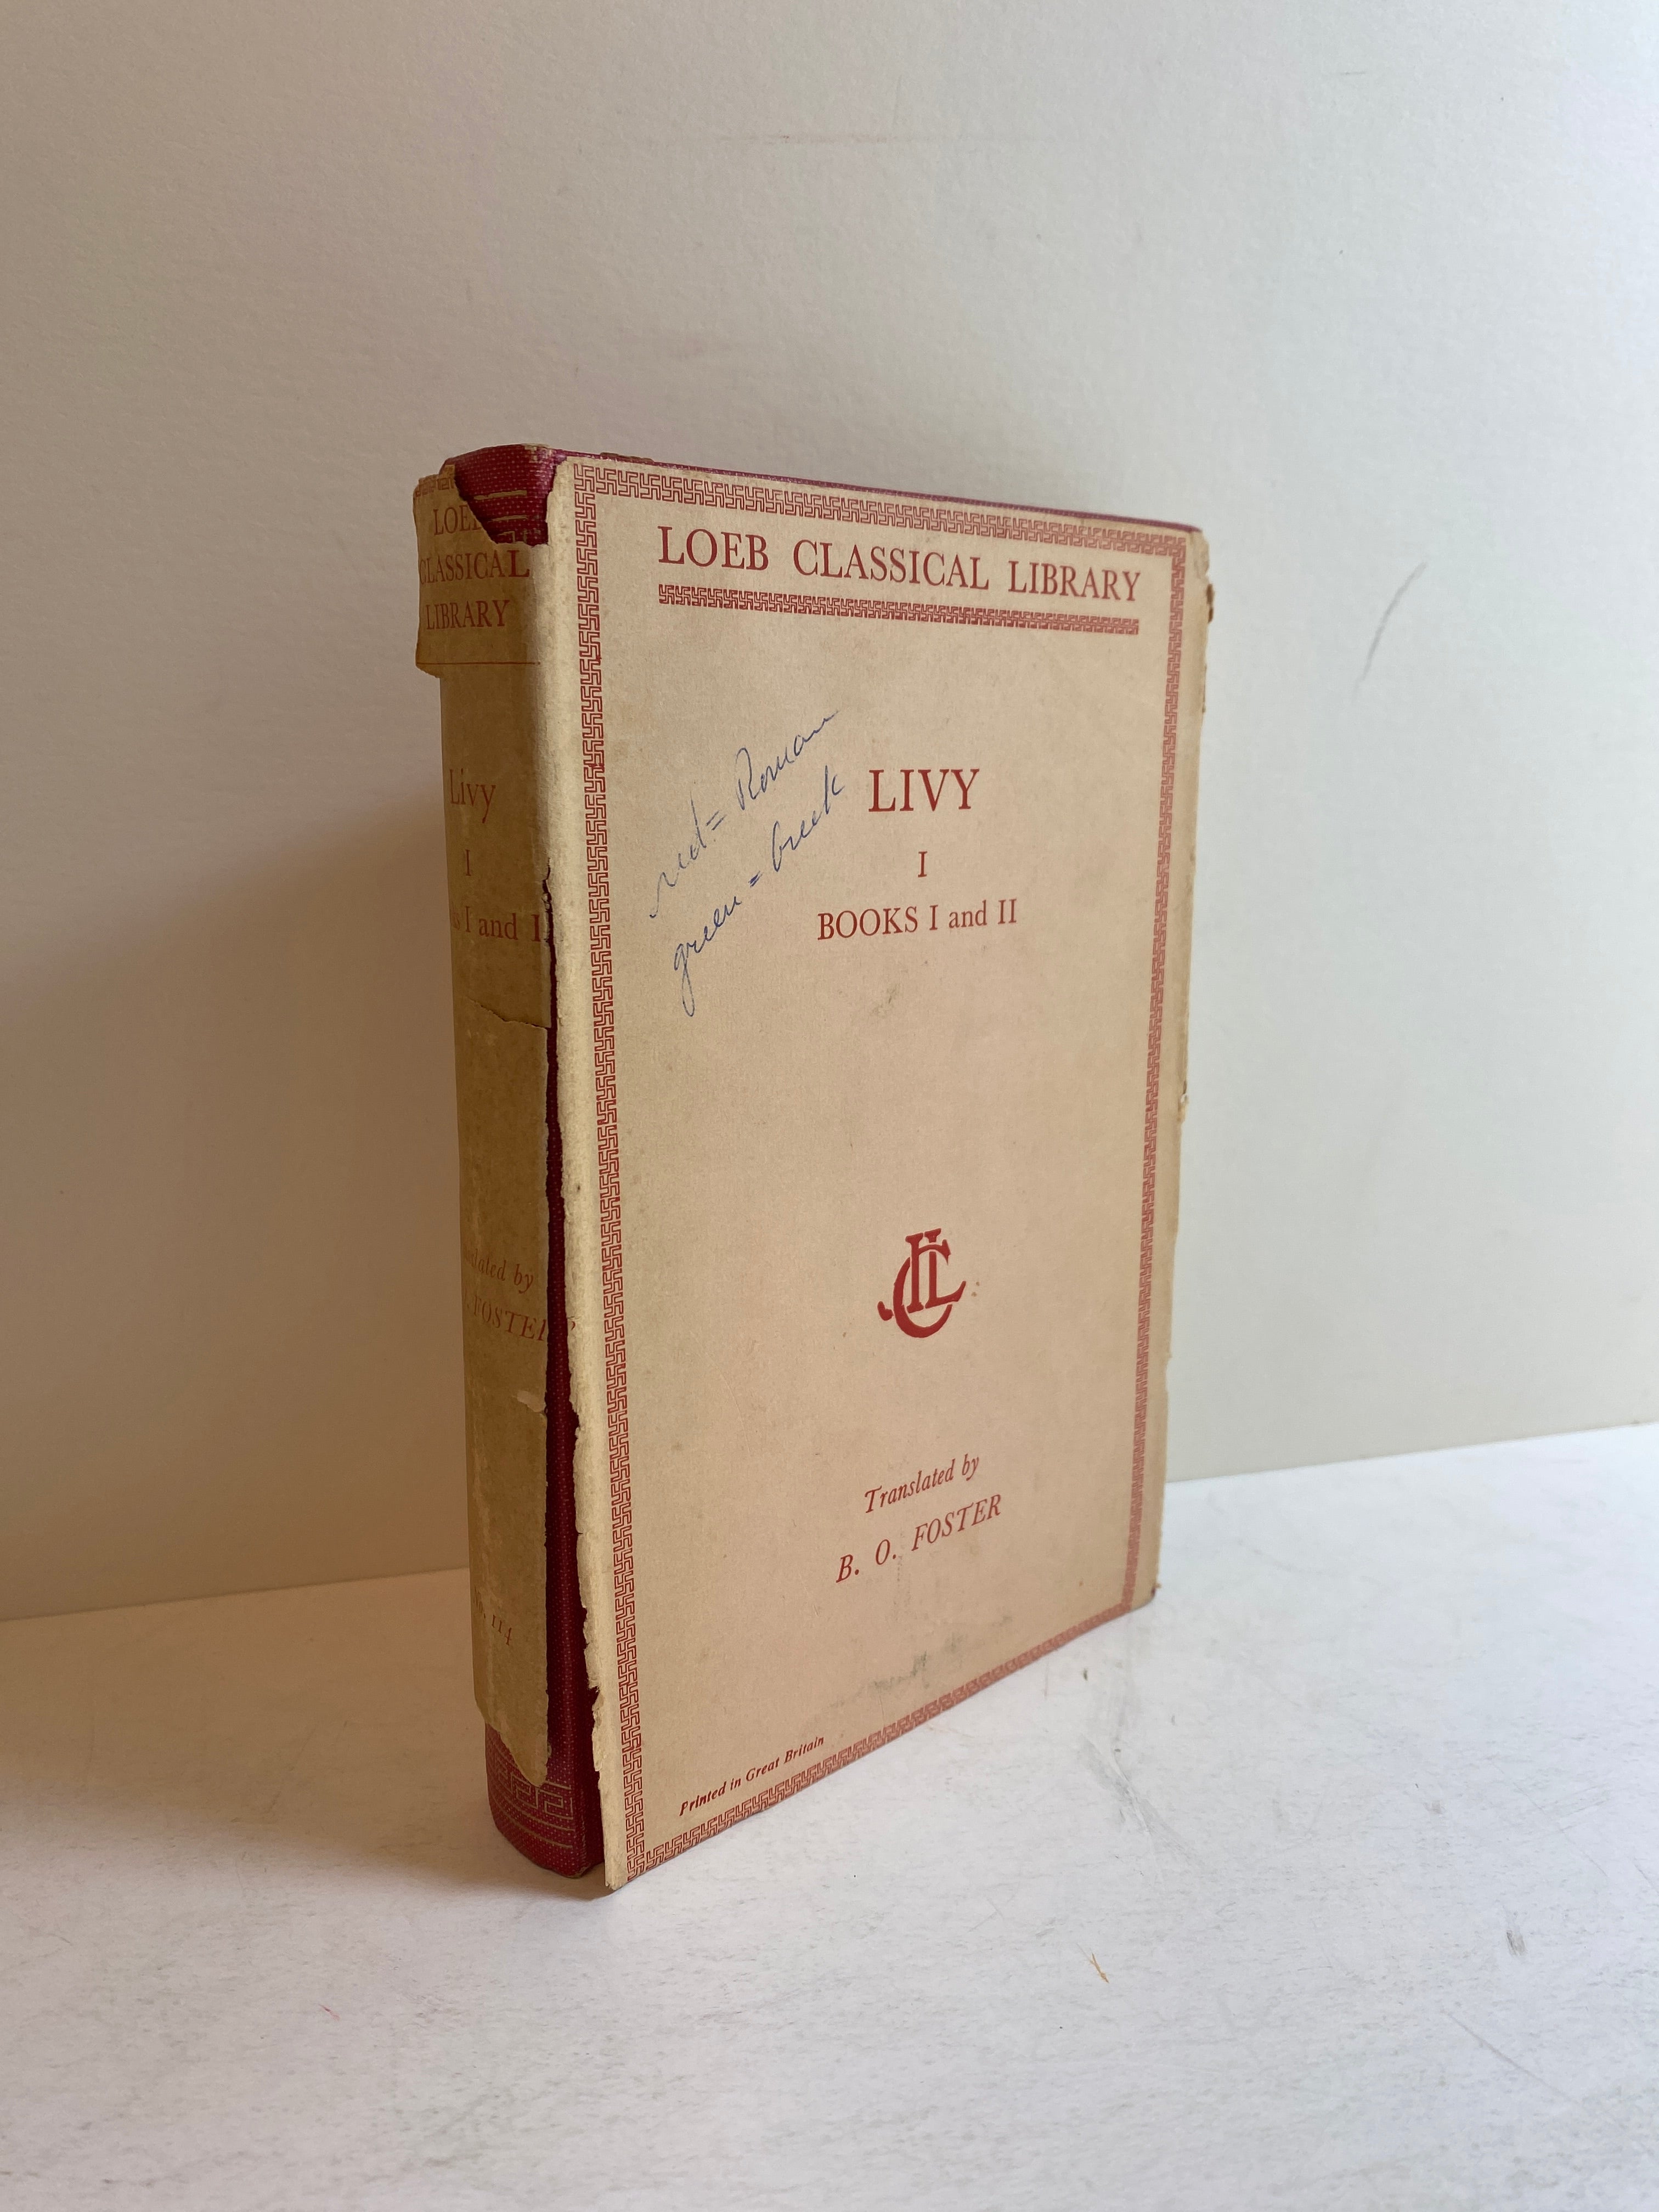 LOEB
CLASSICAL
LIBRARY
Livy
I
I and
by
FOSTER
114
LOEB CLASSICAL LIBRARY
red = Roman
green = Greek
LIVY
I
BOOKS I and II
LCL
Translated by
B. O. FOSTER
Printed in Great Britain